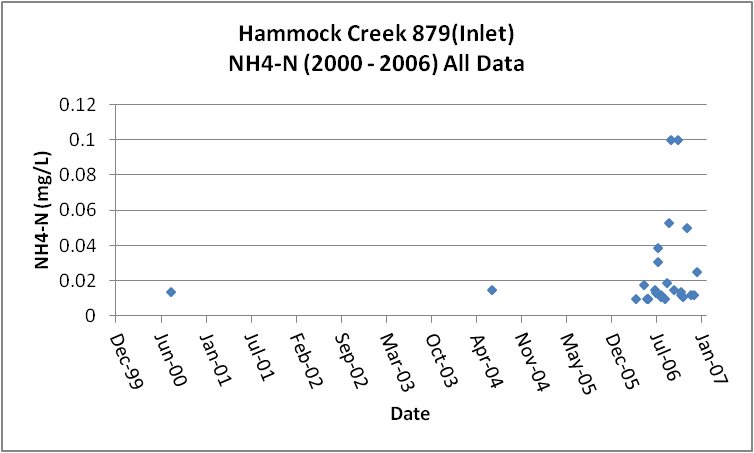 Hammock Creek 879(Inlet)
NH4-N (2000 - 2006) All Data
NH4-N (mg/L)
0.12
0.1
0.08
0.06
0.04
0.02
0
Dec-99
Jun-00
Jan-01
Jul-01
Feb-02
Sep-02
Mar-03
Oct-03
Apr-04
Nov-04
May-05
Dec-05
Jul-06
Jan-07
Date